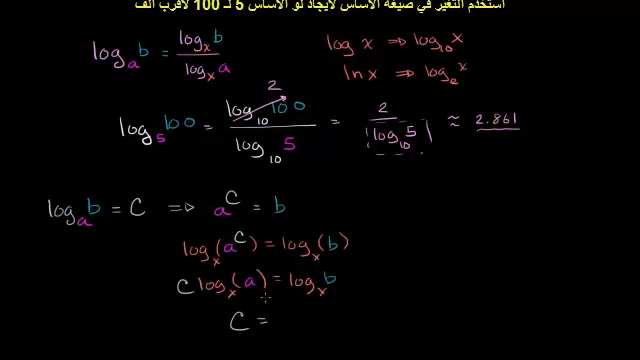 استخدم التغير في صيغة الأساس لايجاد لو الأساس 5 لـ 100 لأقرب ألف
log_a b = log_x b / log_x a
log x ⇒ log_10 x
ln x ⇒ log_e x
log_5 100 = log_10 100 / log_10 5 = 2 / log_10 5 ≈ 2.861
2
log_a b = C ⇒ a^C = b
log_x (a^C) = log_x (b)
C log_x (a) = log_x b
C =